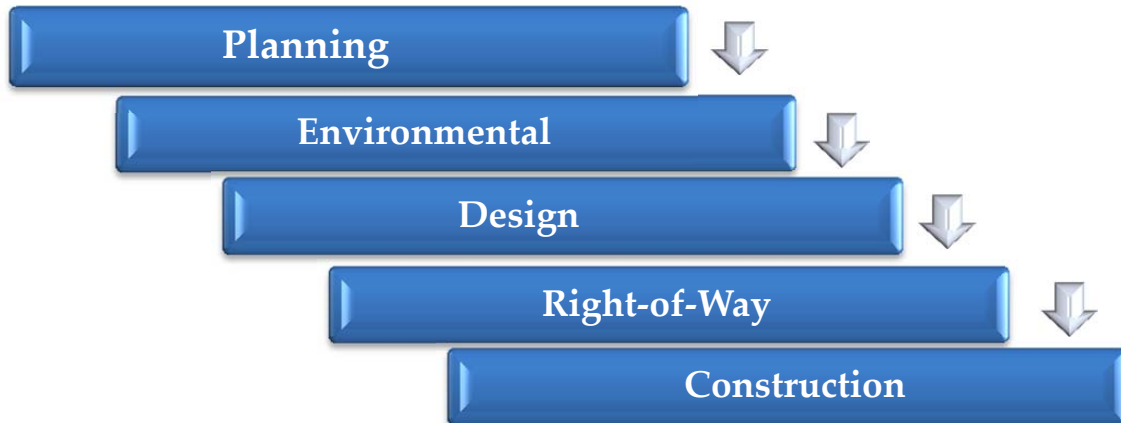 Planning
Environmental
Design
Right-of-Way
Construction